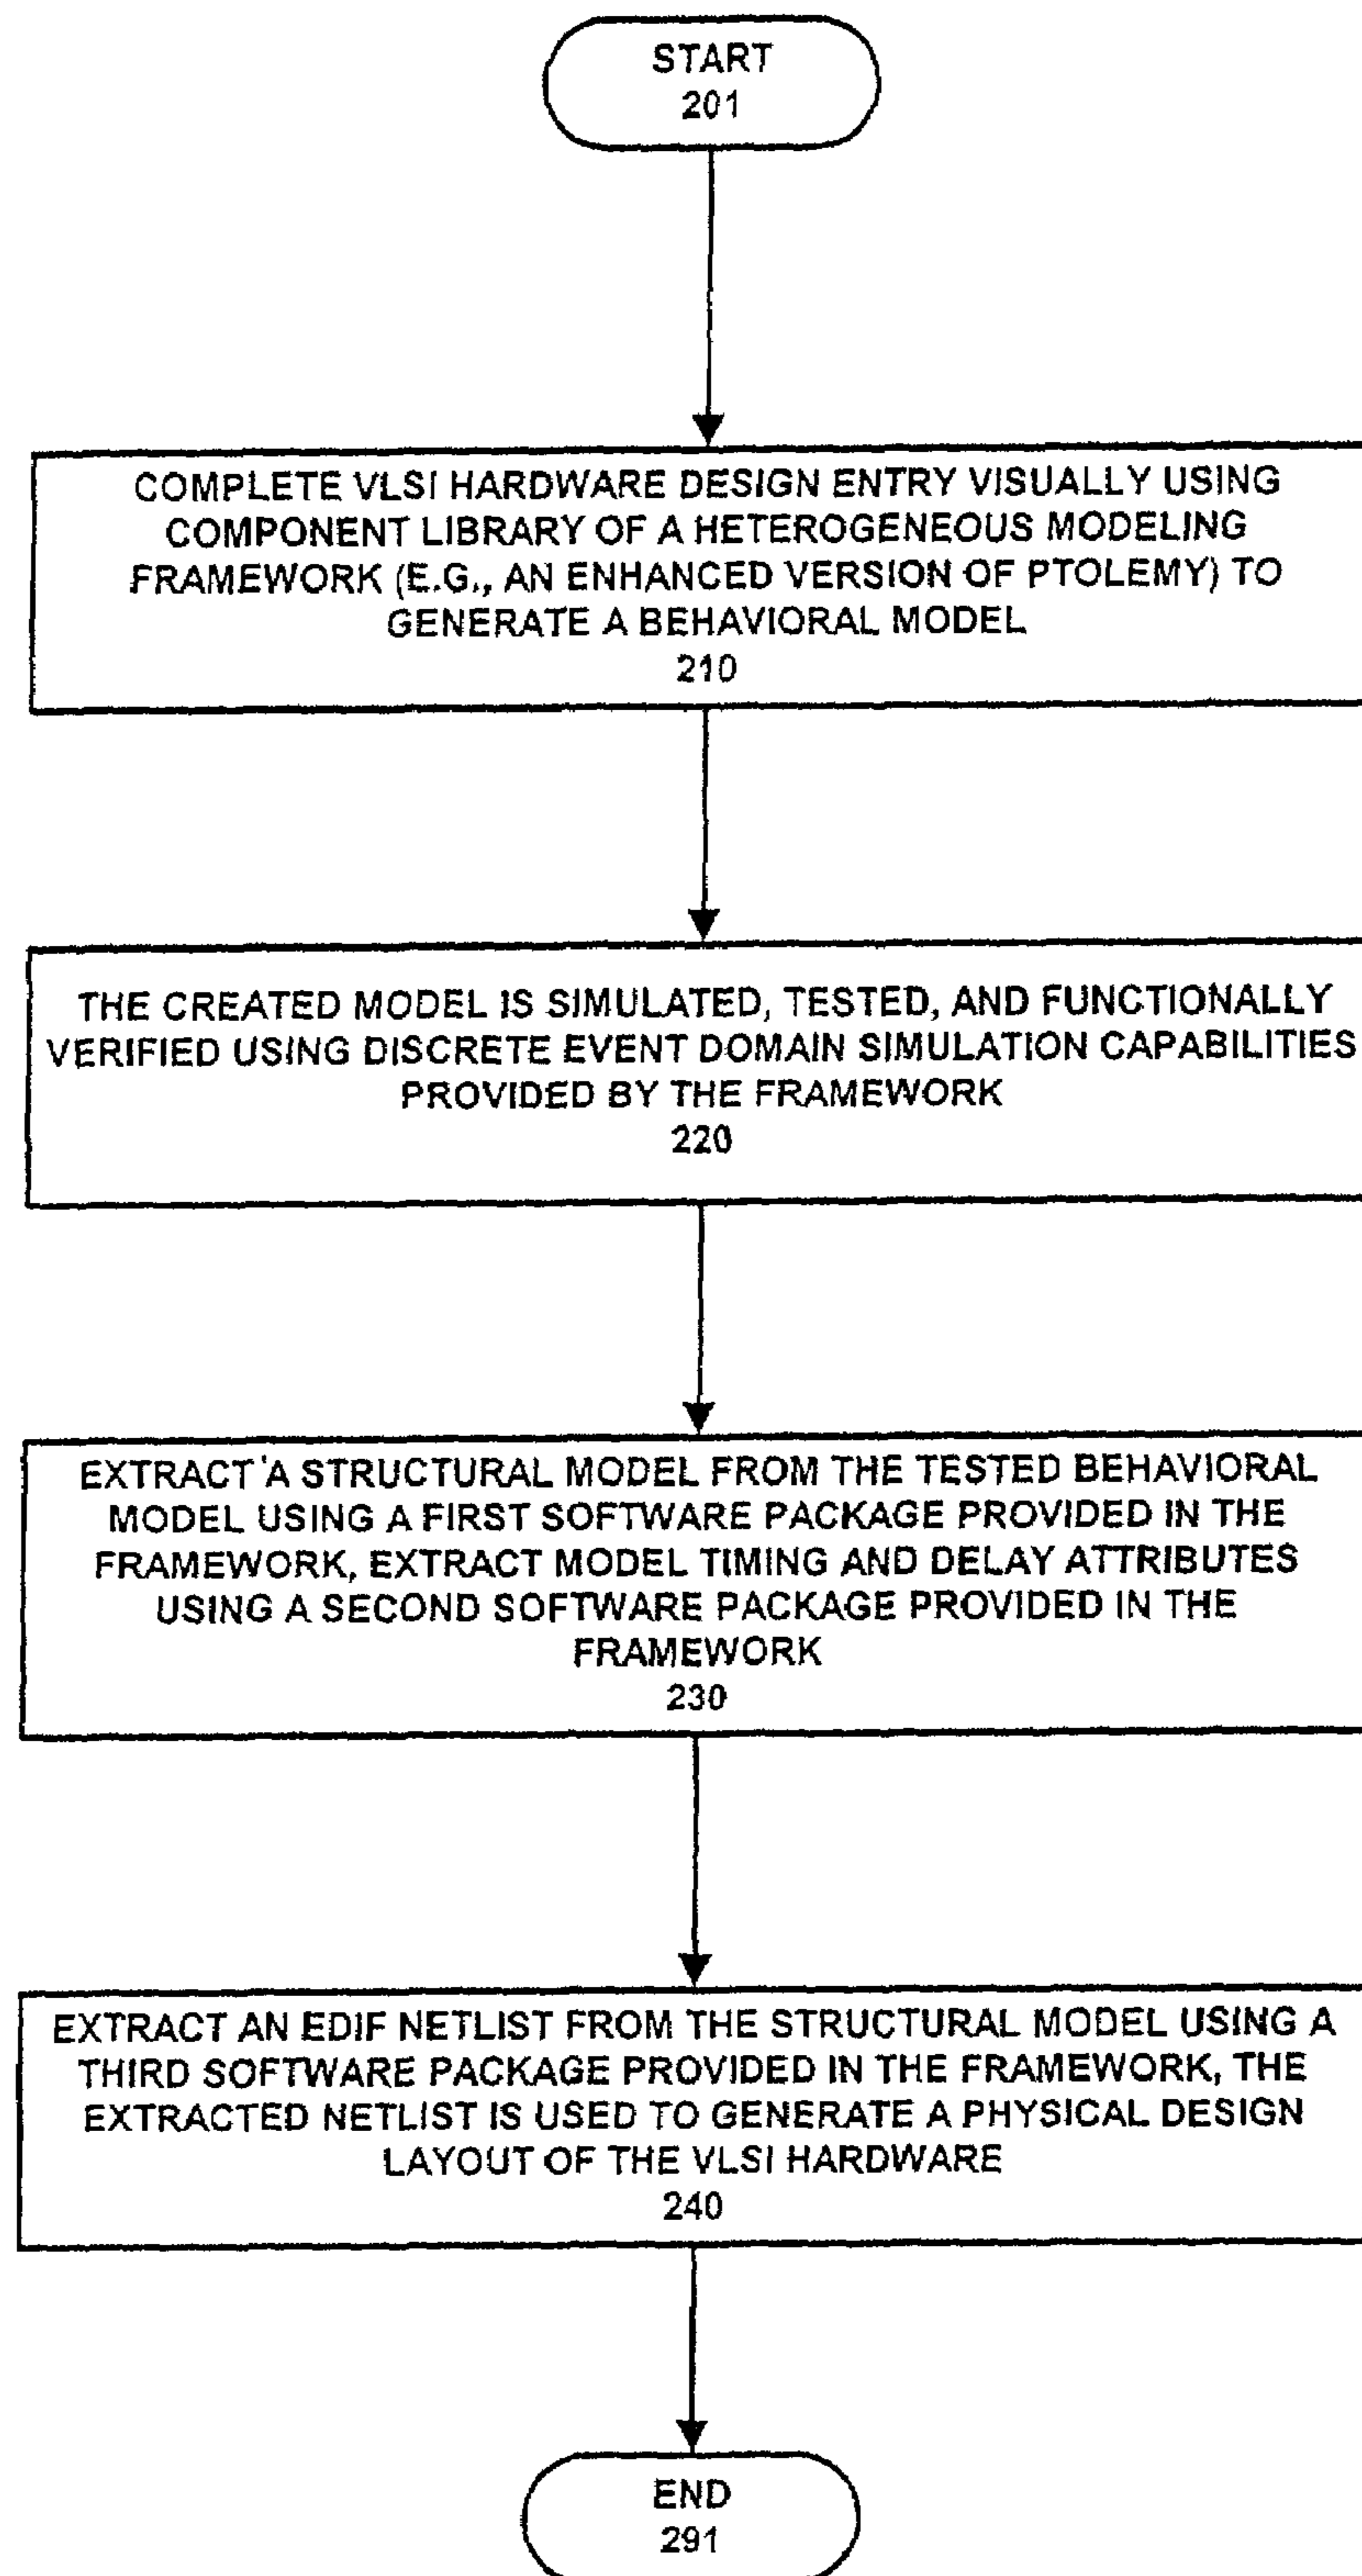 START
201
COMPLETE VLSI HARDWARE DESIGN ENTRY VISUALLY USING
COMPONENT LIBRARY OF A HETEROGENEOUS MODELING
FRAMEWORK (E.G., AN ENHANCED VERSION OF PTOLEMY) TO
GENERATE A BEHAVIORAL MODEL
210
THE CREATED MODEL IS SIMULATED, TESTED, AND FUNCTIONALLY
VERIFIED USING DISCRETE EVENT DOMAIN SIMULATION CAPABILITIES
PROVIDED BY THE FRAMEWORK
220
EXTRACT A STRUCTURAL MODEL FROM THE TESTED BEHAVIORAL
MODEL USING A FIRST SOFTWARE PACKAGE PROVIDED IN THE
FRAMEWORK, EXTRACT MODEL TIMING AND DELAY ATTRIBUTES
USING A SECOND SOFTWARE PACKAGE PROVIDED IN THE
FRAMEWORK
230
EXTRACT AN EDIF NETLIST FROM THE STRUCTURAL MODEL USING A
THIRD SOFTWARE PACKAGE PROVIDED IN THE FRAMEWORK, THE
EXTRACTED NETLIST IS USED TO GENERATE A PHYSICAL DESIGN
LAYOUT OF THE VLSI HARDWARE
240
END
291